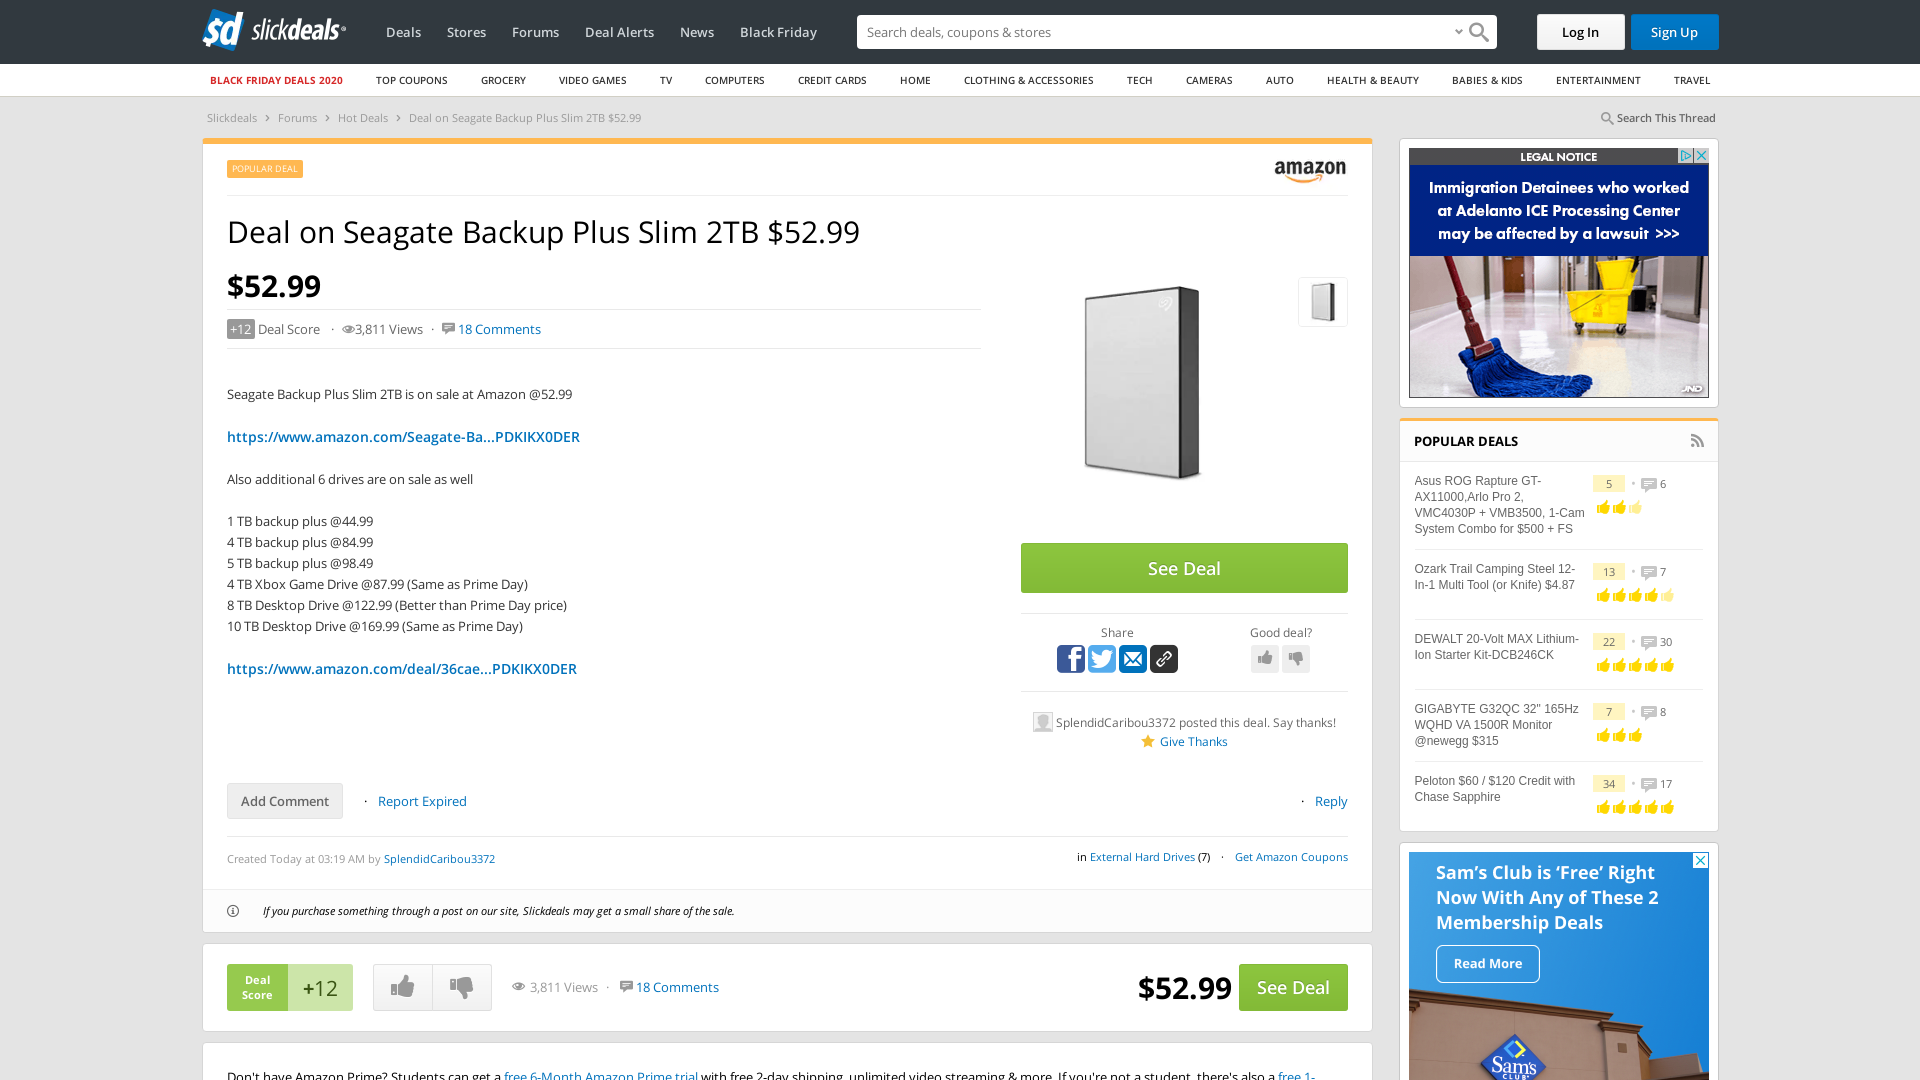 slickdeals
Deals
Stores
Forums
Deal Alerts
News
Black Friday
Search deals, coupons & stores
Log In
Sign Up
BLACK FRIDAY DEALS 2020
TOP COUPONS
GROCERY
VIDEO GAMES
TV
COMPUTERS
CREDIT CARDS
HOME
CLOTHING & ACCESSORIES
TECH
CAMERAS
AUTO
HEALTH & BEAUTY
BABIES & KIDS
ENTERTAINMENT
TRAVEL
Slickdeals > Forums > Hot Deals > Deal on Seagate Backup Plus Slim 2TB $52.99
Search This Thread
POPULAR DEAL
amazon
Deal on Seagate Backup Plus Slim 2TB $52.99
$52.99
+12 Deal Score · 3,811 Views · 18 Comments
Seagate Backup Plus Slim 2TB is on sale at Amazon @52.99
https://www.amazon.com/Seagate-Ba...PDKIKX0DER
Also additional 6 drives are on sale as well
1 TB backup plus @44.99
4 TB backup plus @84.99
5 TB backup plus @98.49
4 TB Xbox Game Drive @87.99 (Same as Prime Day)
8 TB Desktop Drive @122.99 (Better than Prime Day price)
10 TB Desktop Drive @169.99 (Same as Prime Day)
https://www.amazon.com/deal/36cae...PDKIKX0DER
See Deal
Share
Good deal?
SplendidCaribou3372 posted this deal. Say thanks!
Give Thanks
Add Comment
· Report Expired
· Reply
Created Today at 03:19 AM by SplendidCaribou3372
in External Hard Drives (7) · Get Amazon Coupons
If you purchase something through a post on our site, Slickdeals may get a small share of the sale.
Deal
Score
+12
3,811 Views · 18 Comments
$52.99
See Deal
Don't have Amazon Prime? Students can get a free 6-Month Amazon Prime trial with free 2-day shipping, unlimited video streaming & more. If you're not a student, there's also a free 1-
LEGAL NOTICE
Immigration Detainees who worked
at Adelanto ICE Processing Center
may be affected by a lawsuit >>>
JND
POPULAR DEALS
Asus ROG Rapture GT-
AX11000,Arlo Pro 2,
VMC4030P + VMB3500, 1-Cam
System Combo for $500 + FS
5 • 6
Ozark Trail Camping Steel 12-
In-1 Multi Tool (or Knife) $4.87
13 • 7
DEWALT 20-Volt MAX Lithium-
Ion Starter Kit-DCB246CK
22 • 30
GIGABYTE G32QC 32" 165Hz
WQHD VA 1500R Monitor
@newegg $315
7 • 8
Peloton $60 / $120 Credit with
Chase Sapphire
34 • 17
Sam's Club is 'Free' Right
Now With Any of These 2
Membership Deals
Read More
Sam's
CLUB